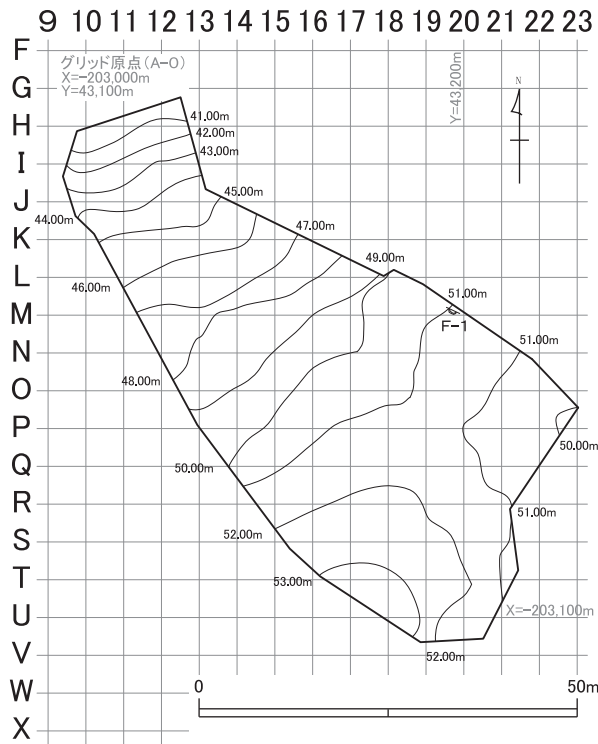 9 10 11 12 13 14 15 16 17 18 19 20 21 22 23
F
グリッド原点(A-0)
X=-203,000m
Y=43,100m
Y=43,200m
G
N
41.00m
H
42.00m
43.00m
I
J
45.00m
44.00m
47.00m
K
49.00m
L
46.00m
51.00m
M
F-1
51.00m
N
48.00m
O
P
50.00m
Q
50.00m
R
51.00m
52.00m
S
T
53.00m
X=-203,100m
U
V
52.00m
W
0 50m
X